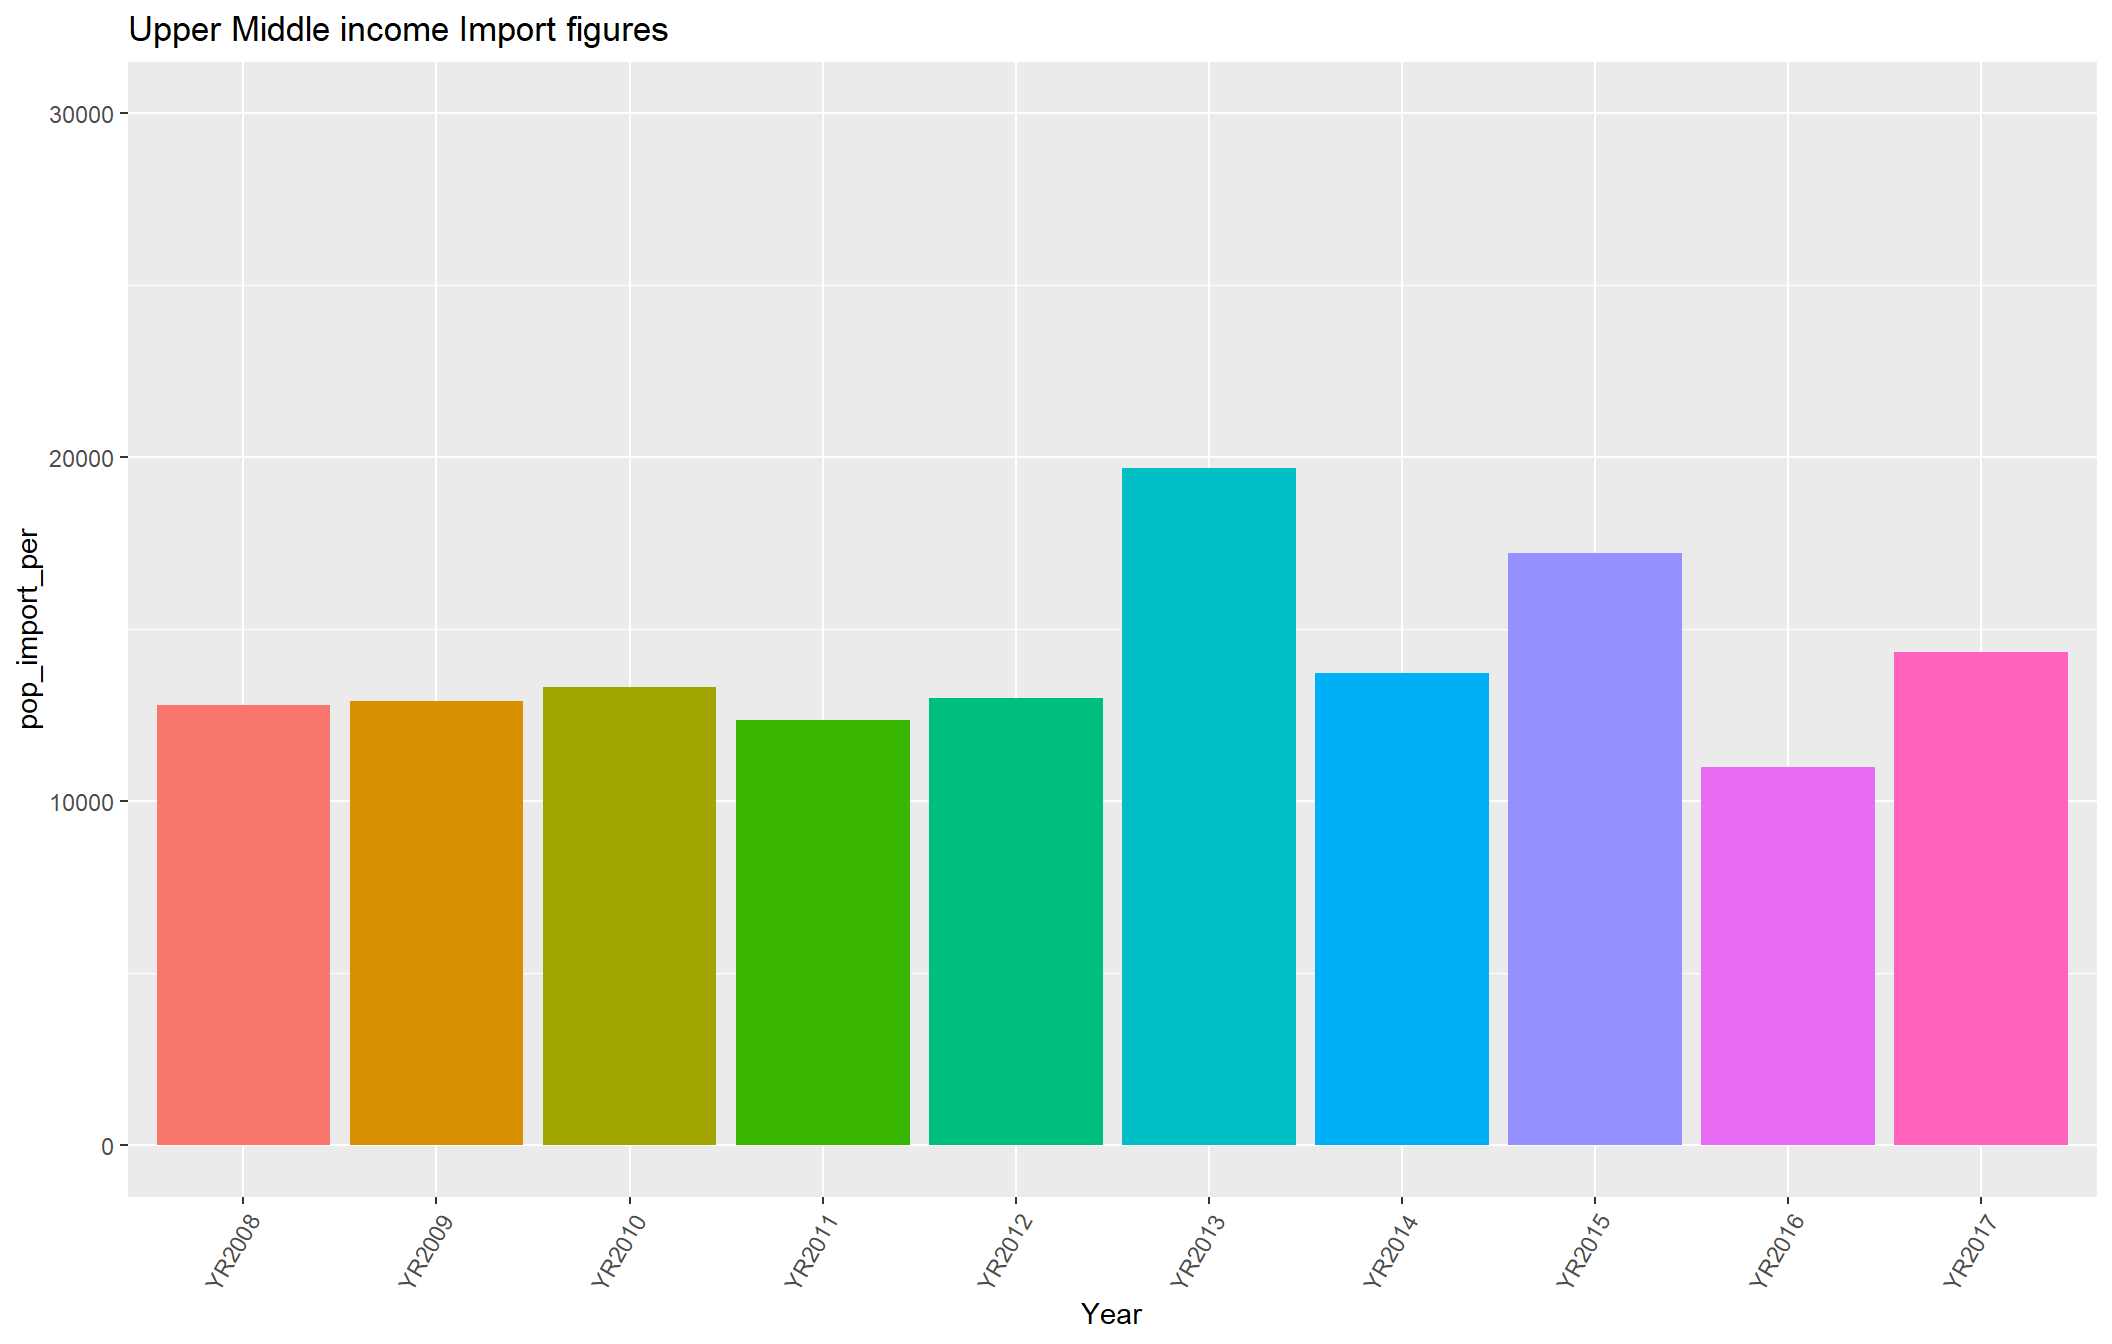 Upper Middle income Import figures
pop_import_per
30000
20000
10000
0
YR2008
YR2009
YR2010
YR2011
YR2012
YR2013
YR2014
YR2015
YR2016
YR2017
Year